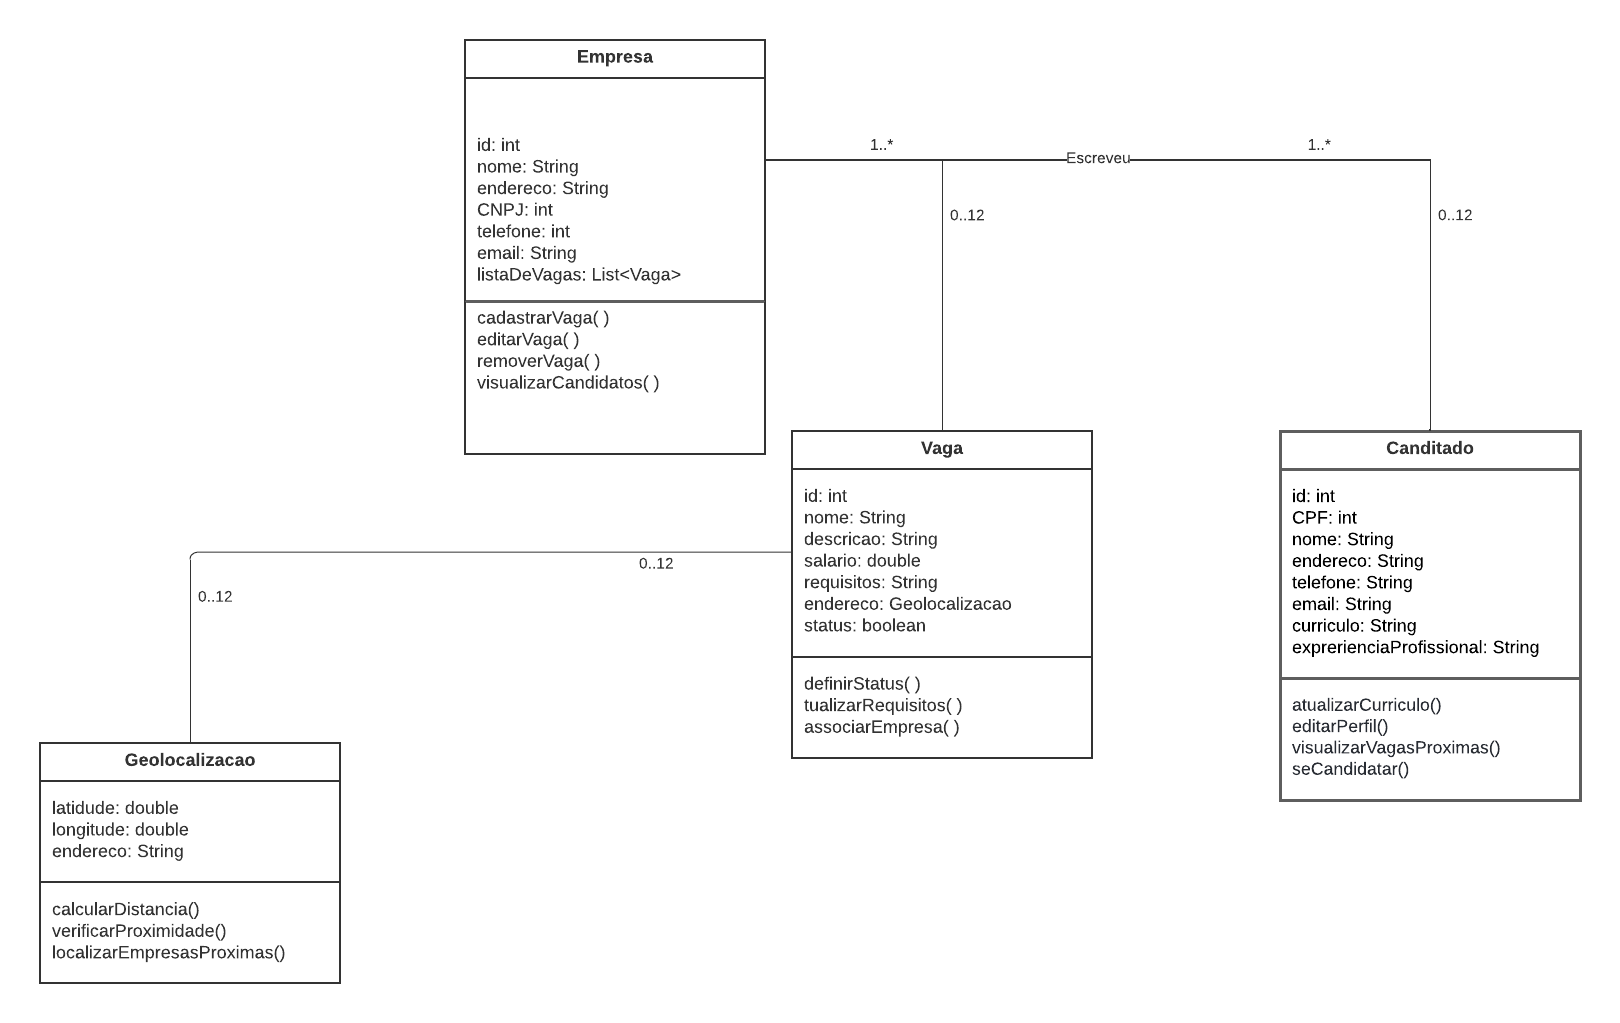 Empresa
id: int
nome: String
endereco: String
CNPJ: int
telefone: int
email: String
listaDeVagas: List<Vaga>
cadastrarVaga( )
editarVaga( )
removerVaga( )
visualizarCandidatos( )
1..*
Escreveu
1..*
0..12
0..12
Vaga
id: int
nome: String
descricao: String
salario: double
requisitos: String
endereco: Geolocalizacao
status: boolean
definirStatus( )
tualizarRequisitos( )
associarEmpresa( )
Canditado
id: int
CPF: int
nome: String
endereco: String
telefone: String
email: String
curriculo: String
exprerienciaProfissional: String
atualizarCurriculo()
editarPerfil()
visualizarVagasProximas()
seCandidatar()
0..12
0..12
Geolocalizacao
latidude: double
longitude: double
endereco: String
calcularDistancia()
verificarProximidade()
localizarEmpresasProximas()